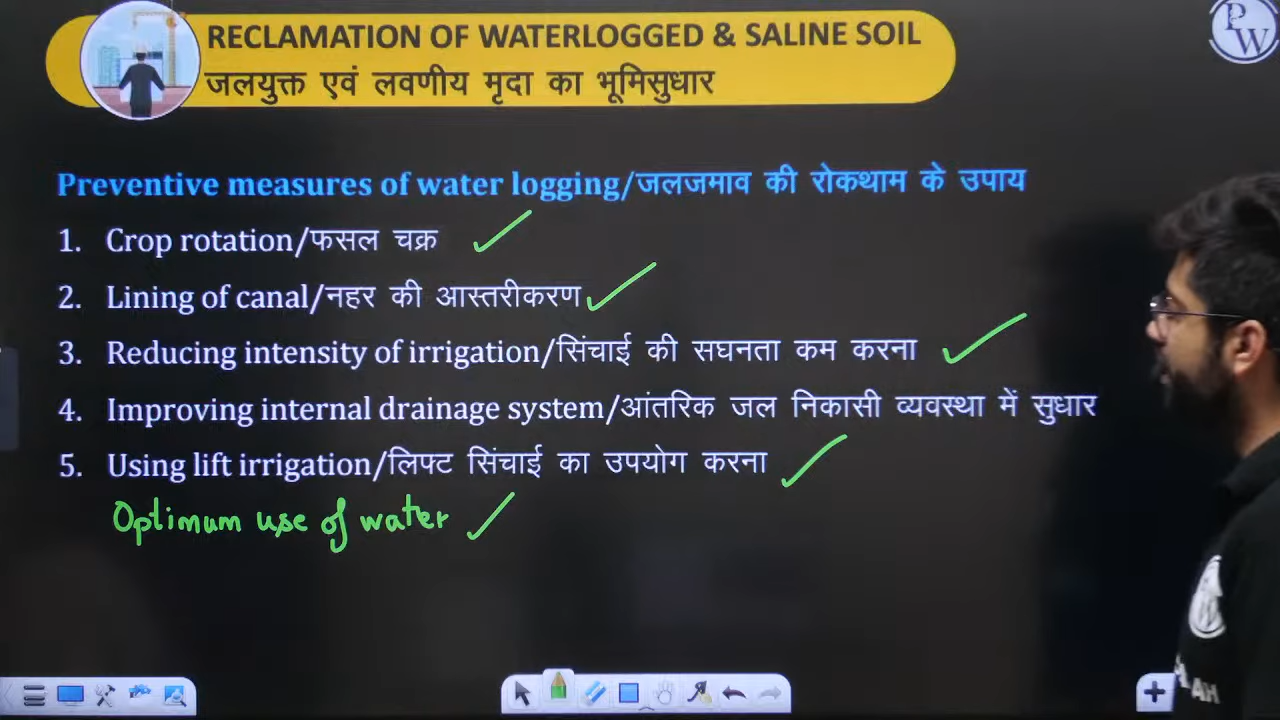 RECLAMATION OF WATERLOGGED & SALINE SOIL
जलयुक्त एवं लवणीय मृदा का भूमिसुधार
PW
Preventive measures of water logging/जलजमाव की रोकथाम के उपाय
1. Crop rotation/फसल चक्र
2. Lining of canal/नहर की आस्तरीकरण
3. Reducing intensity of irrigation/सिंचाई की सघनता कम करना
4. Improving internal drainage system/आंतरिक जल निकासी व्यवस्था में सुधार
5. Using lift irrigation/लिफ्ट सिंचाई का उपयोग करना
Optimum use of water